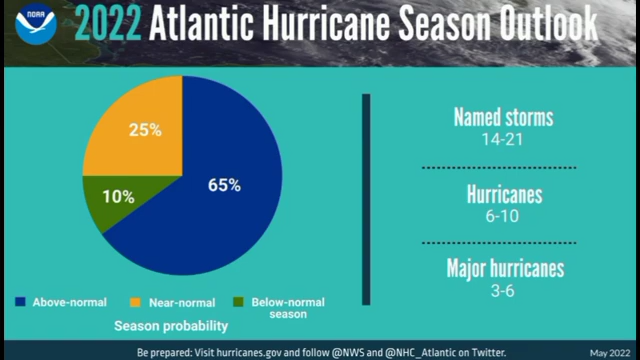 NOAA
2022 Atlantic Hurricane Season Outlook
25%
10%
65%
Above-normal
Near-normal
Below-normal
season
Season probability
Named storms
14-21
Hurricanes
6-10
Major hurricanes
3-6
Be prepared: Visit hurricanes.gov and follow @NWS and @NHC_Atlantic on Twitter.
May 2022